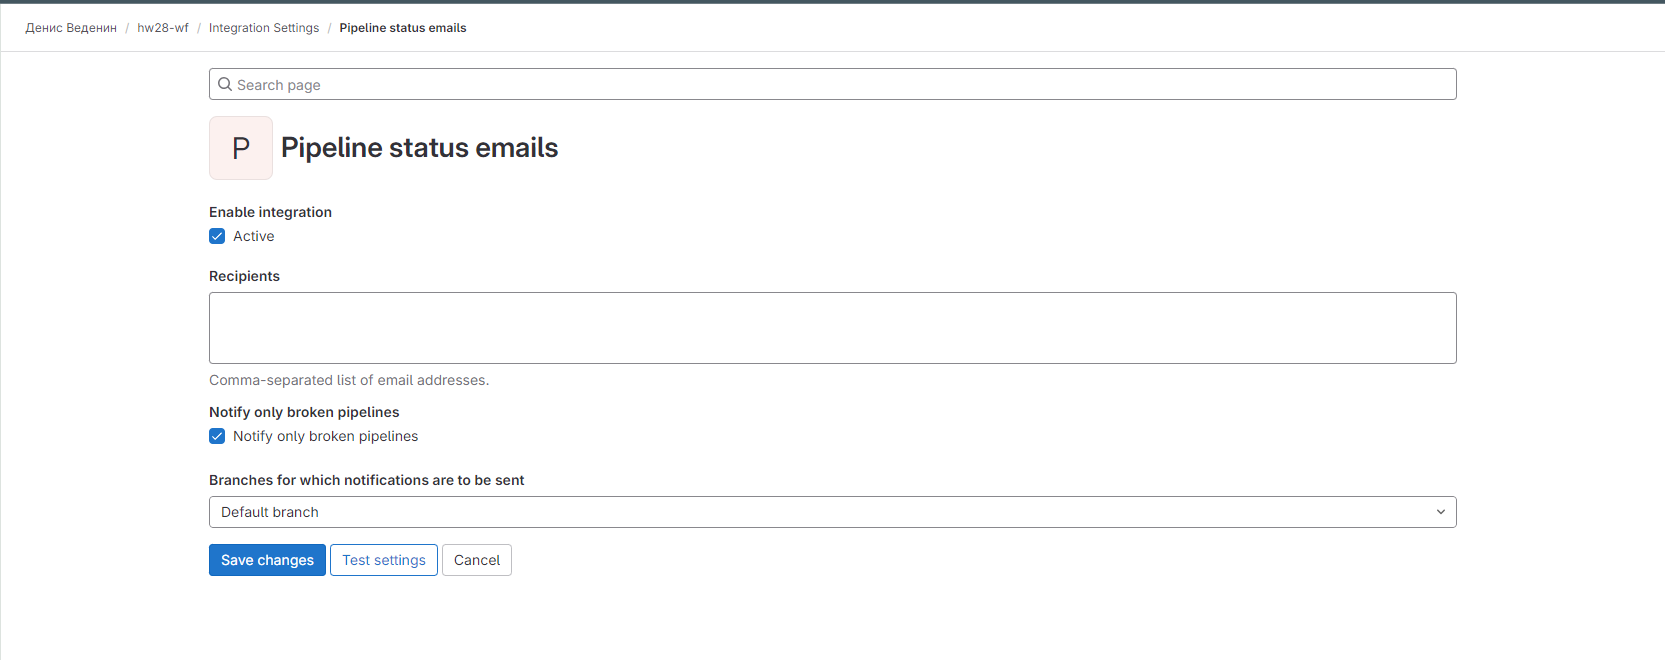 Денис Веденин / hw28-wf / Integration Settings / Pipeline status emails
Search page
P
Pipeline status emails
Enable integration
Active
Recipients
Comma-separated list of email addresses.
Notify only broken pipelines
Notify only broken pipelines
Branches for which notifications are to be sent
Default branch
Save changes Test settings Cancel